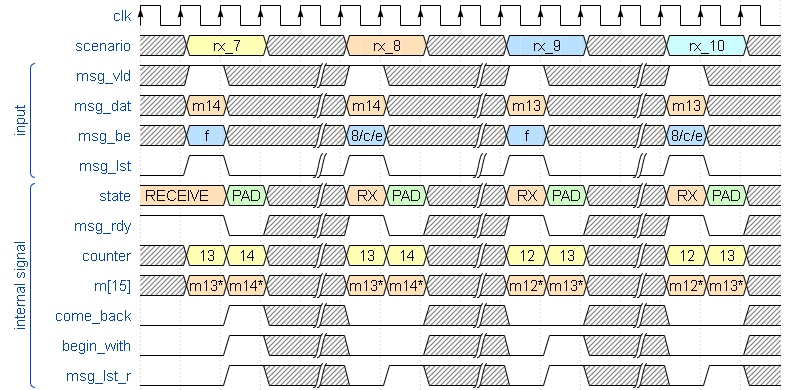 clk
scenario rx_7 rx_8 rx_9 rx_10
input
msg_vld
msg_dat m14 m14 m13 m13
msg_be f 8/c/e f 8/c/e
msg_lst
internal signal
state RECEIVE PAD RX PAD RX PAD RX PAD
msg_rdy
counter 13 14 13 14 12 13 12 13
m[15] m13* m14* m13* m14* m12* m13* m12* m13*
come_back
begin_with
msg_lst_r